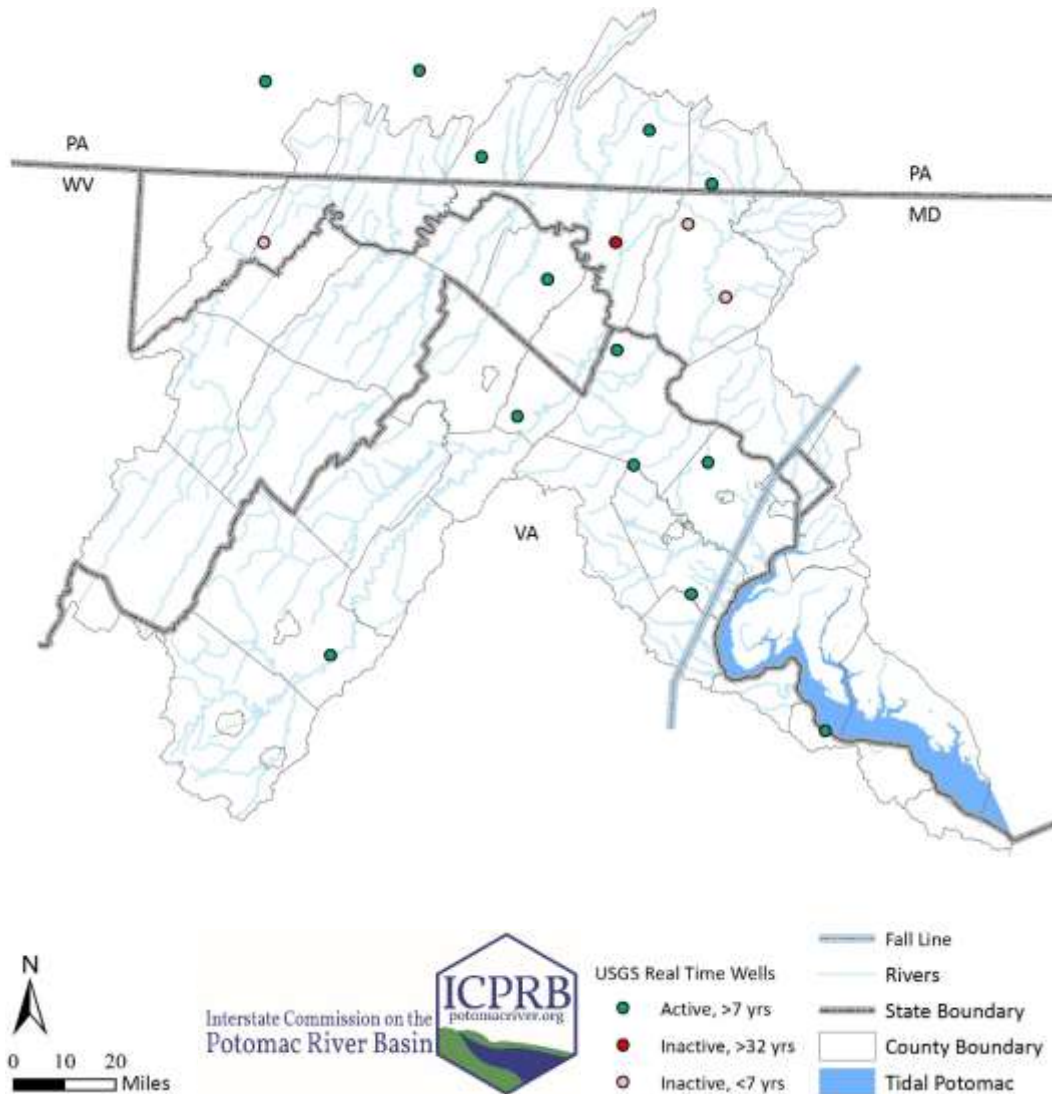 PA
WV
PA
MD
VA
N
0 10 20
Miles
Interstate Commission on the
Potomac River Basin
ICPRB
potomacriver.org
USGS Real Time Wells
Active, >7 yrs
Inactive, >32 yrs
Inactive, <7 yrs
Fall Line
Rivers
State Boundary
County Boundary
Tidal Potomac